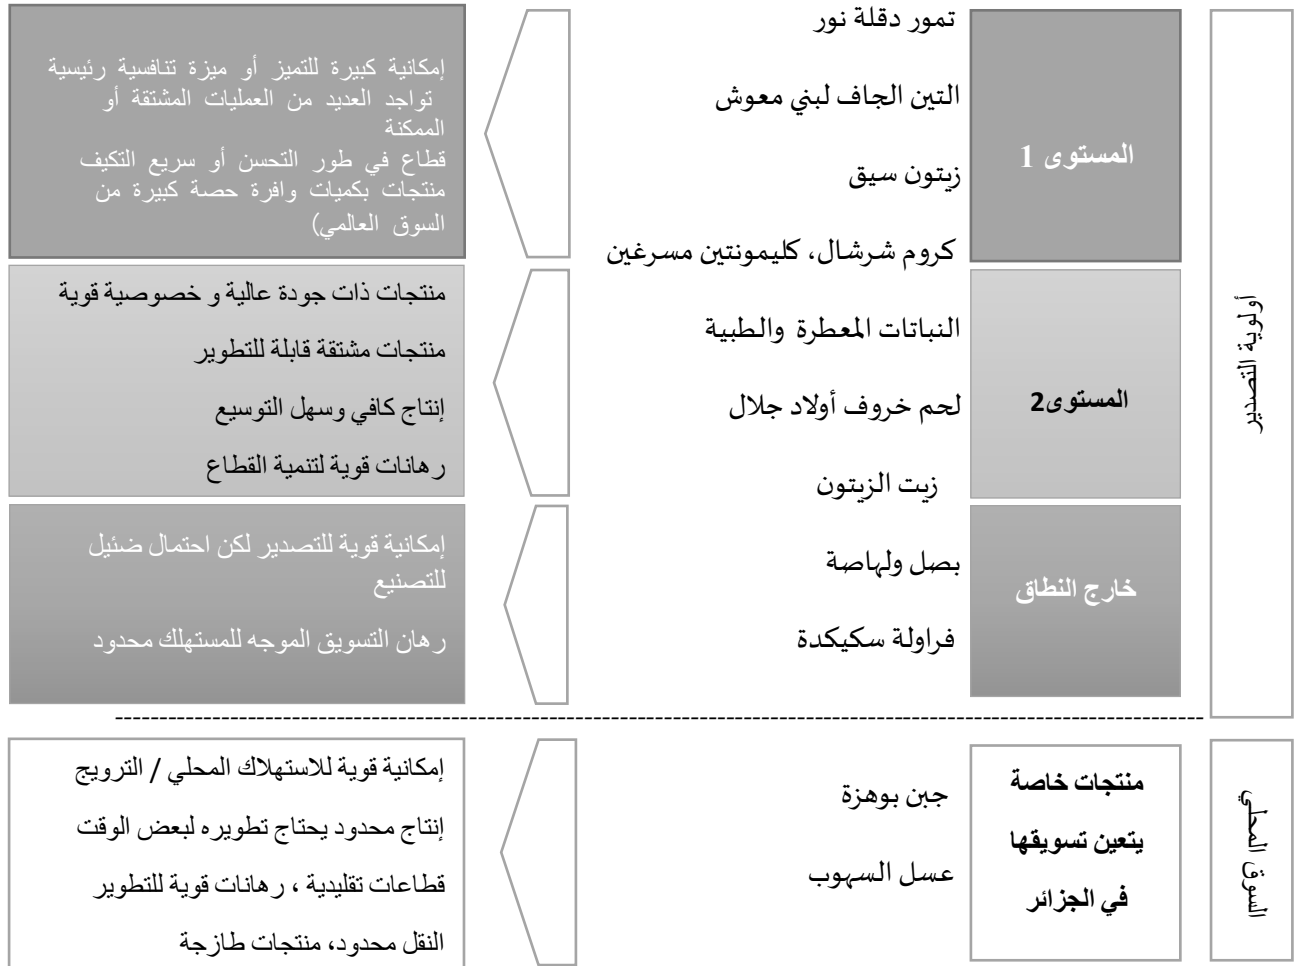 أولوية التصدير
المستوى 1
تمور دقلة نور
التين الجاف لبني معوش
زيتون سيق
كروم شرشال، كليمونتين مسرغين
إمكانية كبيرة للتميز أو ميزة تنافسية رئيسية
تواجد العديد من العمليات المشتقة أو
الممكنة
قطاع في طور التحسن أو سريع التكيف
منتجات بكميات وافرة حصة كبيرة من
السوق العالمي)
المستوى2
النباتات المعطرة والطبية
لحم خروف أولاد جلال
زيت الزيتون
منتجات ذات جودة عالية و خصوصية قوية
منتجات مشتقة قابلة للتطوير
إنتاج كافي وسهل التوسيع
رهانات قوية لتنمية القطاع
خارج النطاق
بصل ولهاصة
فراولة سكيكدة
إمكانية قوية للتصدير لكن احتمال ضئيل
للتصنيع
رهان التسويق الموجه للمستهلك محدود
السوق المحلي
منتجات خاصة
يتعين تسويقها
في الجزائر
جبن بوهزة
عسل السهوب
إمكانية قوية للاستهلاك المحلي / الترويج
إنتاج محدود يحتاج تطويره لبعض الوقت
قطاعات تقليدية ، رهانات قوية للتطوير
النقل محدود، منتجات طازجة